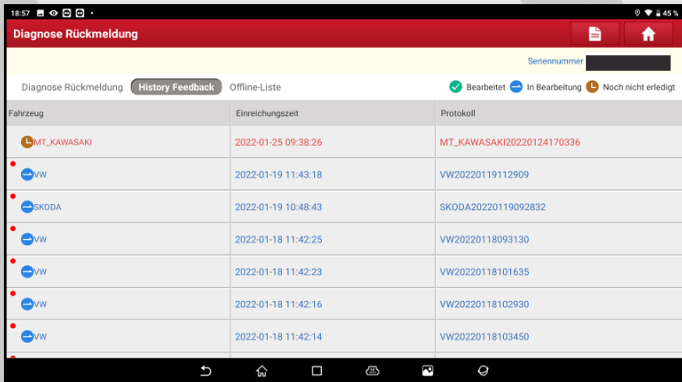 18:57
45 %
Diagnose Rückmeldung
Seriennummer
Diagnose Rückmeldung History Feedback Offline-Liste Bearbeitet In Bearbeitung Noch nicht erledigt
Fahrzeug Einreichungszeit Protokoll
MT_KAWASAKI 2022-01-25 09:38:26 MT_KAWASAKI20220124170336
VW 2022-01-19 11:43:18 VW20220119112909
SKODA 2022-01-19 10:48:43 SKODA20220119092832
VW 2022-01-18 11:42:25 VW20220118093130
VW 2022-01-18 11:42:23 VW20220118101635
VW 2022-01-18 11:42:16 VW20220118102930
VW 2022-01-18 11:42:14 VW20220118103450